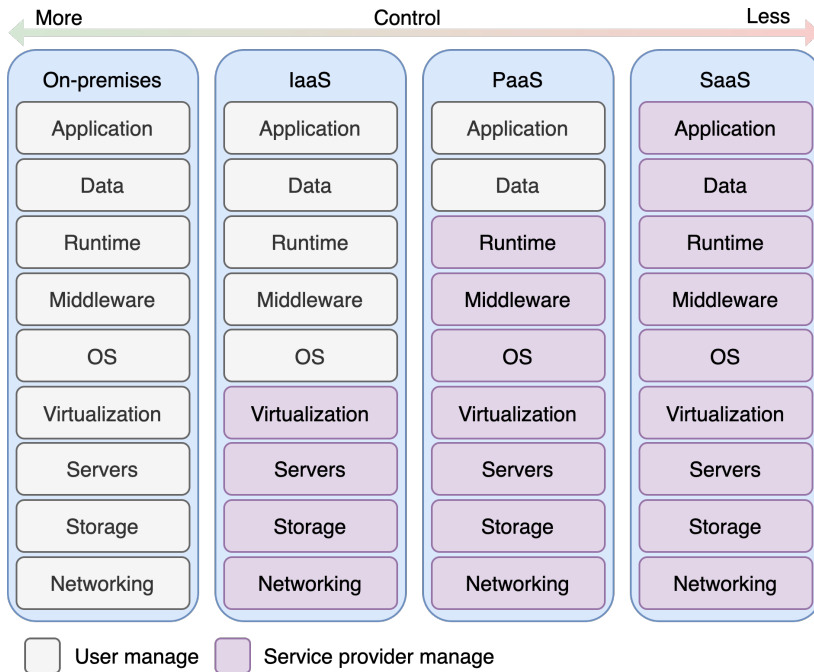 More Control Less
On-premises
Application
Data
Runtime
Middleware
OS
Virtualization
Servers
Storage
Networking
IaaS
Application
Data
Runtime
Middleware
OS
Virtualization
Servers
Storage
Networking
PaaS
Application
Data
Runtime
Middleware
OS
Virtualization
Servers
Storage
Networking
SaaS
Application
Data
Runtime
Middleware
OS
Virtualization
Servers
Storage
Networking
User manage
Service provider manage